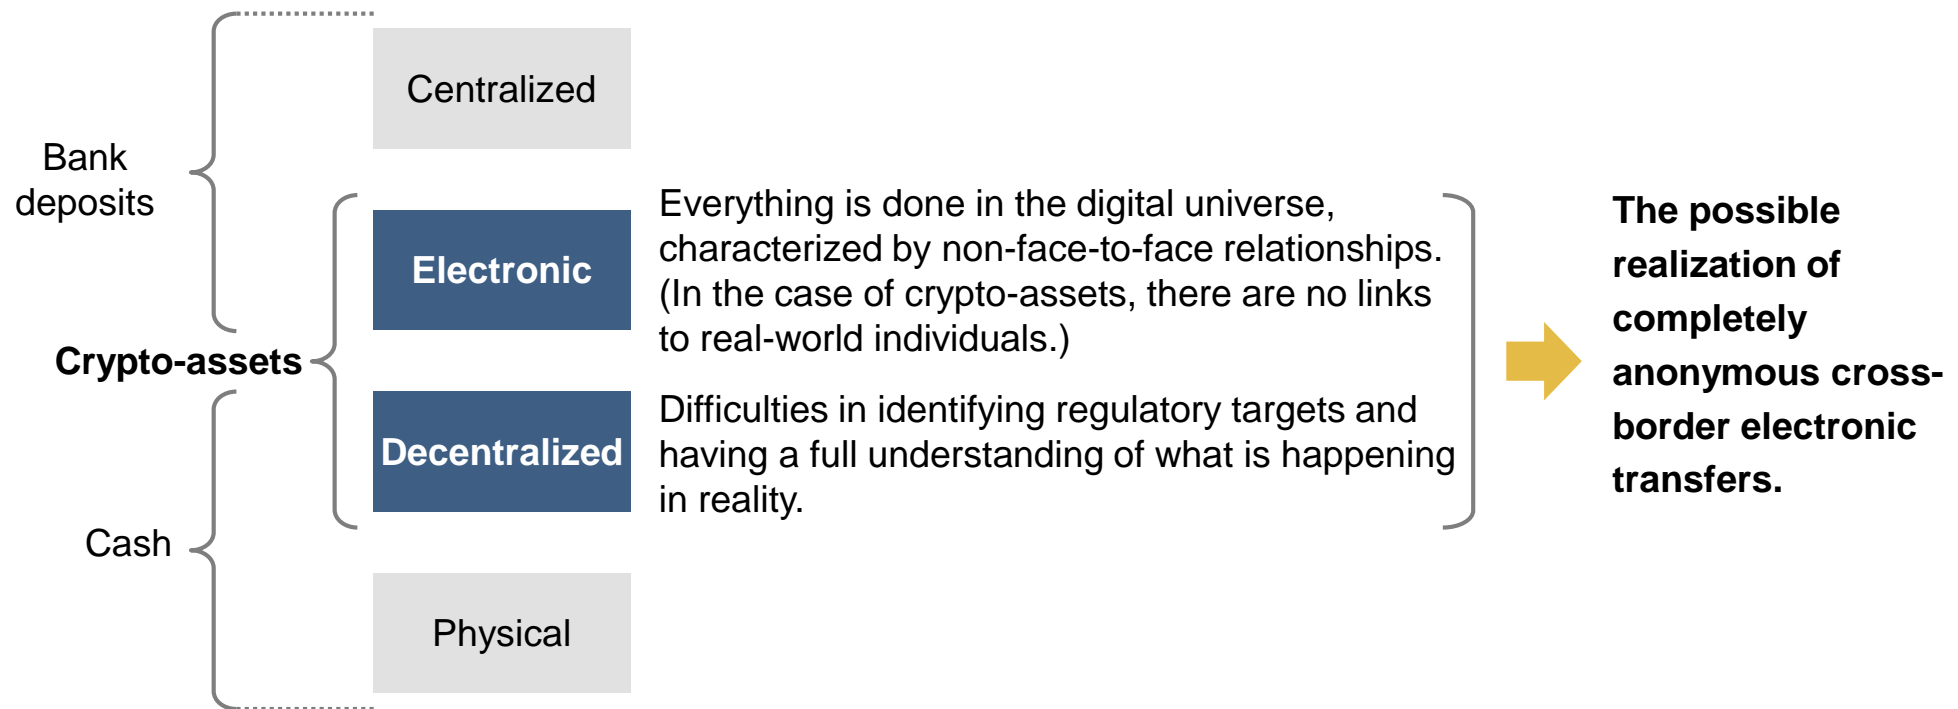 Centralized
Bank
deposits
Electronic
Everything is done in the digital universe,
characterized by non-face-to-face relationships.
(In the case of crypto-assets, there are no links
to real-world individuals.)
Crypto-assets
Decentralized
Difficulties in identifying regulatory targets and
having a full understanding of what is happening
in reality.
Cash
Physical
The possible
realization of
completely
anonymous cross-
border electronic
transfers.